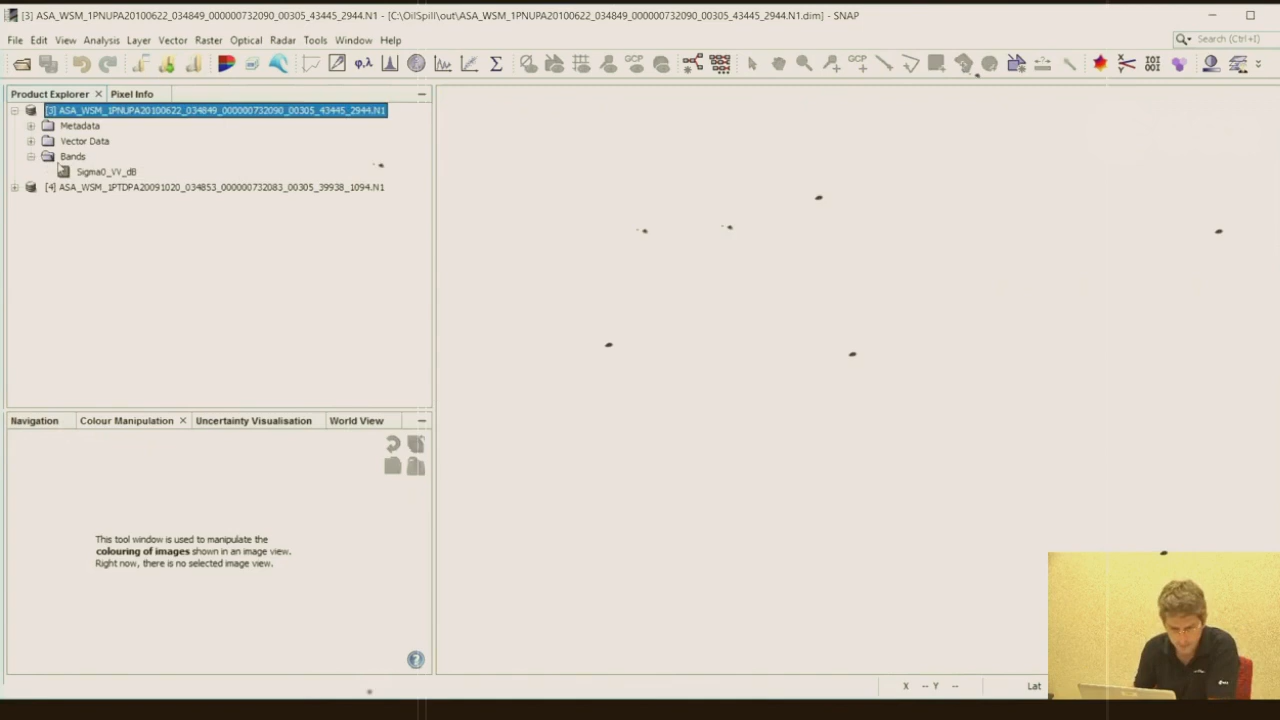 [3] ASA_WSM_1PNUPA20100622_034849_000000732090_00305_43445_2944.N1 - [C:\OilSpill\out\ASA_WSM_1PNUPA20100622_034849_000000732090_00305_43445_2944.N1.dim] - SNAP
File Edit View Analysis Layer Vector Raster Optical Radar Tools Window Help
Search (Ctrl+I)
Product Explorer Pixel Info
[3] ASA_WSM_1PNUPA20100622_034849_000000732090_00305_43445_2944.N1
Metadata
Vector Data
Bands
Sigma0_VV_dB
[4] ASA_WSM_1PTDPA20091020_034853_000000732083_00305_39938_1094.N1
Navigation Colour Manipulation Uncertainty Visualisation World View
This tool window is used to manipulate the
colouring of images shown in an image view.
Right now, there is no selected image view.
X -- Y -- Lat